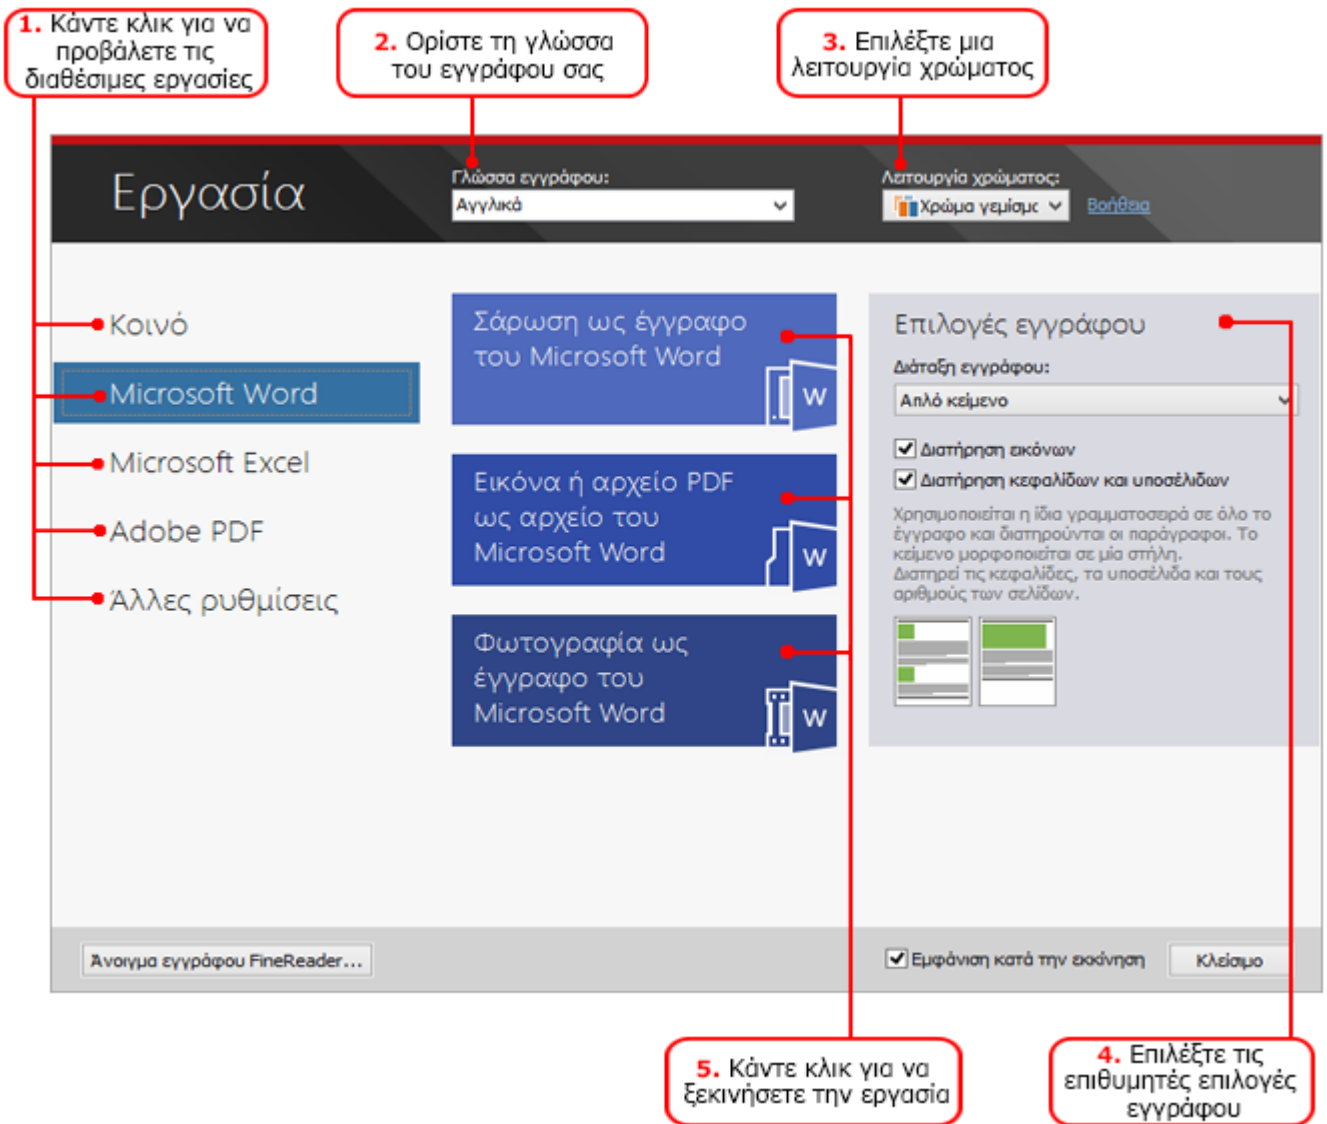 1. Κάντε κλικ για να
προβάλετε τις
διαθέσιμες εργασίες
2. Ορίστε τη γλώσσα
του εγγράφου σας
3. Επιλέξτε μια
λειτουργία χρώματος
Εργασία
Γλώσσα εγγράφου:
Αγγλικά
Λειτουργία χρώματος:
Χρώμα γεμίσμα
Βοήθεια
Κοινό
Microsoft Word
Microsoft Excel
Adobe PDF
Άλλες ρυθμίσεις
Σάρωση ως έγγραφο
του Microsoft Word
W
Εικόνα ή αρχείο PDF
ως αρχείο του
Microsoft Word
W
Φωτογραφία ως
έγγραφο του
Microsoft Word
W
Επιλογές εγγράφου
Διάταξη εγγράφου:
Απλό κείμενο
Διατήρηση εικόνων
Διατήρηση κεφαλίδων και υποσέλιδων
Χρησιμοποιείται η ίδια γραμματοσειρά σε όλο το
έγγραφο και διατηρούνται οι παράγραφοι. Το
κείμενο μορφοποιείται σε μία στήλη.
Διατηρεί τις κεφαλίδες, τα υποσέλιδα και τους
αριθμούς των σελίδων.
Άνοιγμα εγγράφου FineReader...
Εμφάνιση κατά την εκκίνηση
Κλείσιμο
5. Κάντε κλικ για να
ξεκινήσετε την εργασία
4. Επιλέξτε τις
επιθυμητές επιλογές
εγγράφου